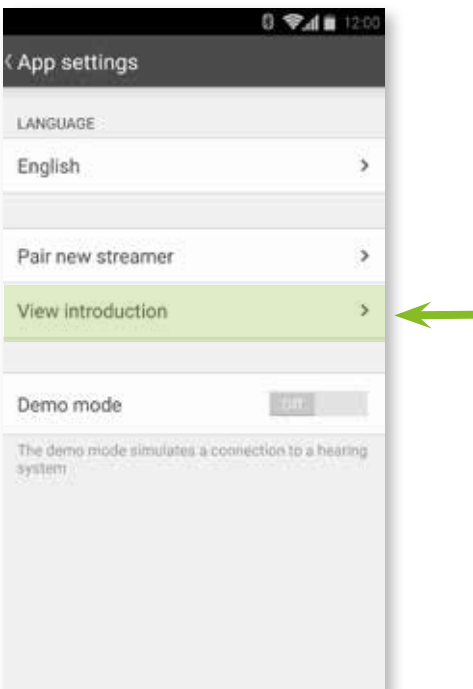 12:00
App settings
LANGUAGE
English
Pair new streamer
View introduction
Demo mode
Off
The demo mode simulates a connection to a hearing
system